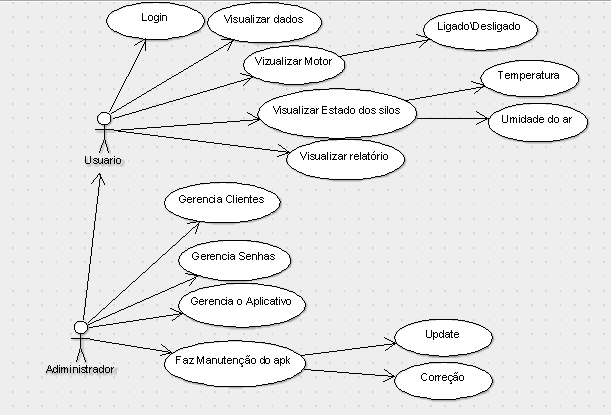 Login
Visualizar dados
Ligado\Desligado
Vizualizar Motor
Temperatura
Visualizar Estado dos silos
Umidade do ar
Usuario
Visualizar relatório
Gerencia Clientes
Gerencia Senhas
Gerencia o Aplicativo
Update
Faz Manutenção do apk
Adiministrador
Correção